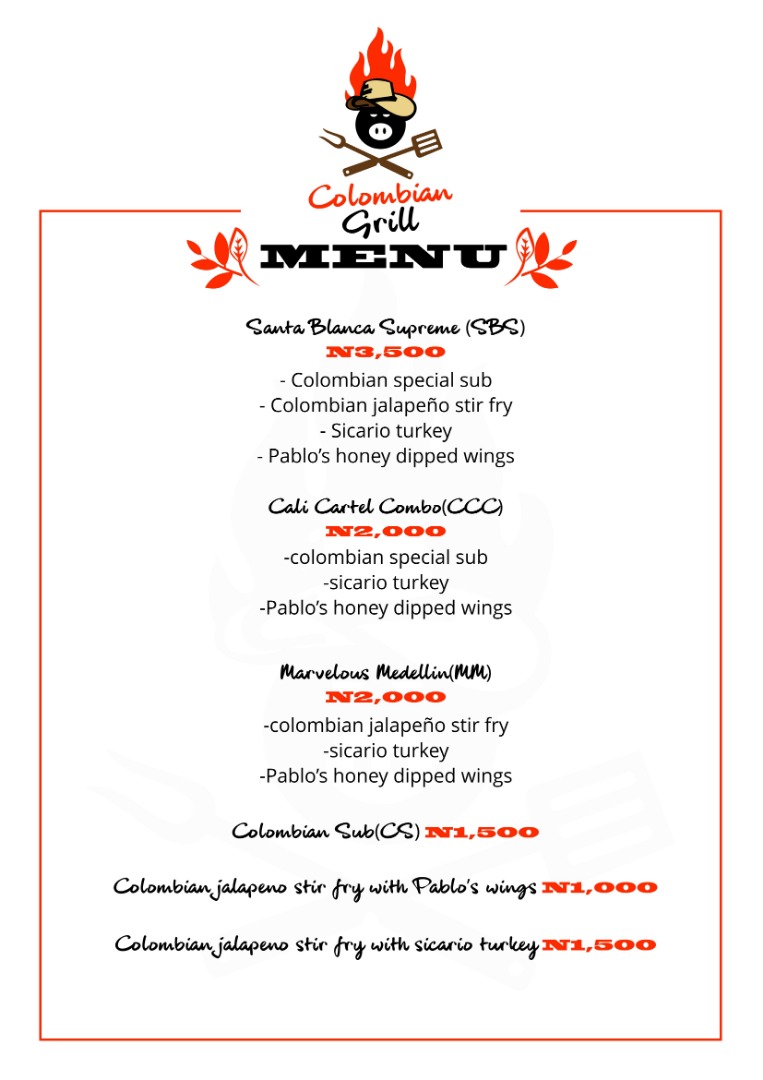 Colombian
Grill
MENU
Santa Blanca Supreme (SBS)
N3,500
- Colombian special sub
- Colombian jalapeño stir fry
- Sicario turkey
- Pablo’s honey dipped wings
Cali Cartel Combo(CCC)
N2,000
-colombian special sub
-sicario turkey
-Pablo’s honey dipped wings
Marvelous Medellin(MM)
N2,000
-colombian jalapeño stir fry
-sicario turkey
-Pablo’s honey dipped wings
Colombian Sub(CS) N1,500
Colombian jalapeno stir fry with Pablo’s wings N1,000
Colombian jalapeno stir fry with sicario turkey N1,500